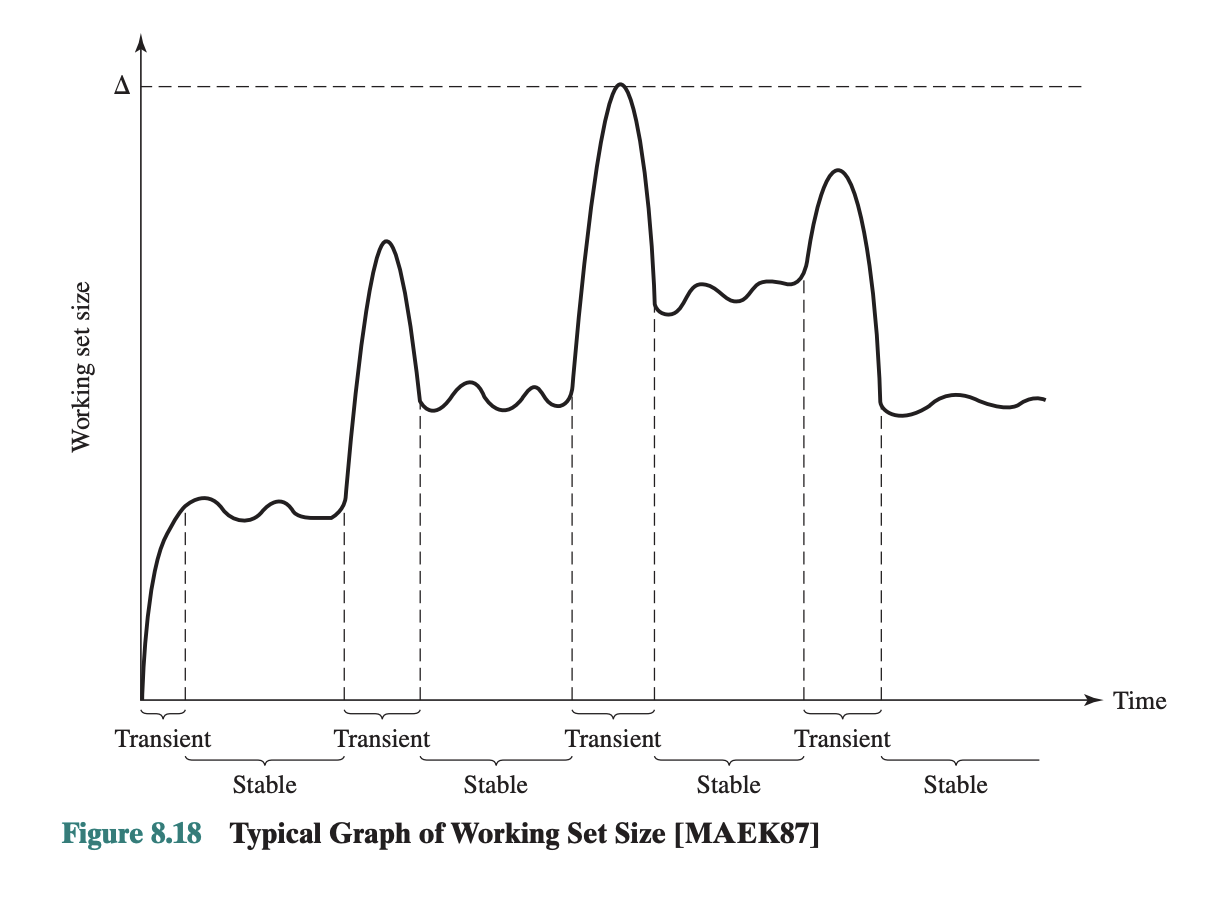 Δ
Working set size
Time
Transient Transient Transient Transient
Stable Stable Stable Stable
Figure 8.18 Typical Graph of Working Set Size [MAEK87]